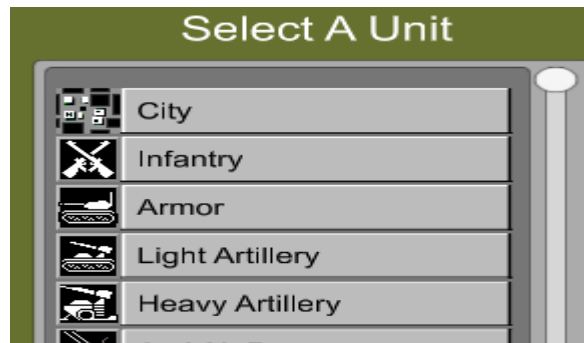 Select A Unit
City
Infantry
Armor
Light Artillery
Heavy Artillery